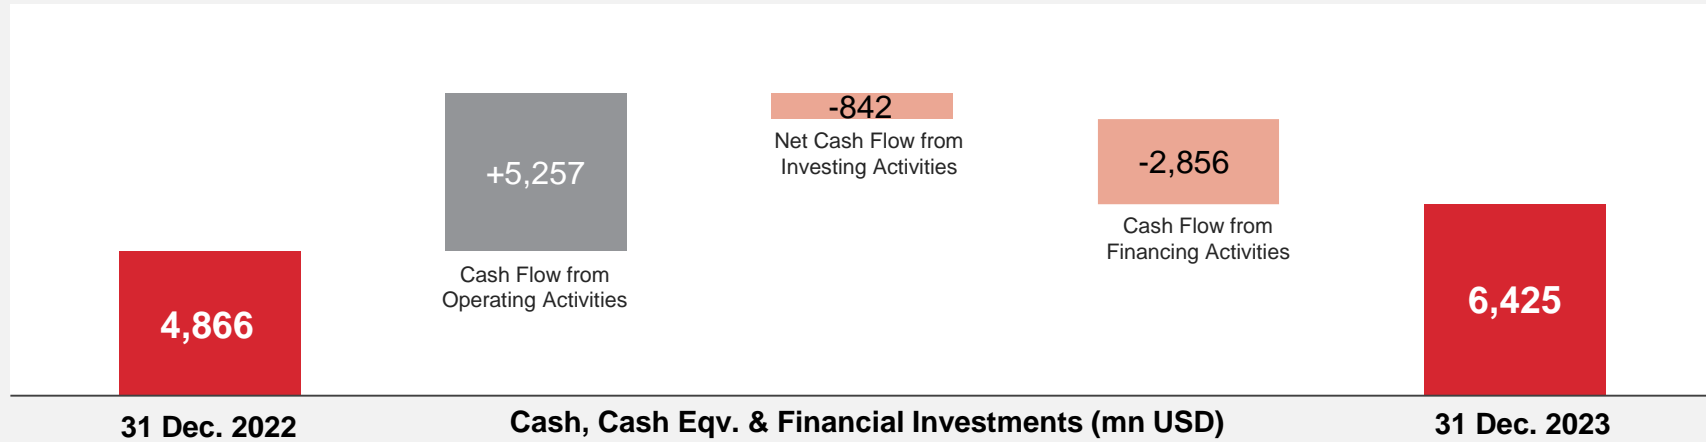 +5,257
Cash Flow from
Operating Activities
-842
Net Cash Flow from
Investing Activities
-2,856
Cash Flow from
Financing Activities
4,866
6,425
31 Dec. 2022
Cash, Cash Eqv. & Financial Investments (mn USD)
31 Dec. 2023